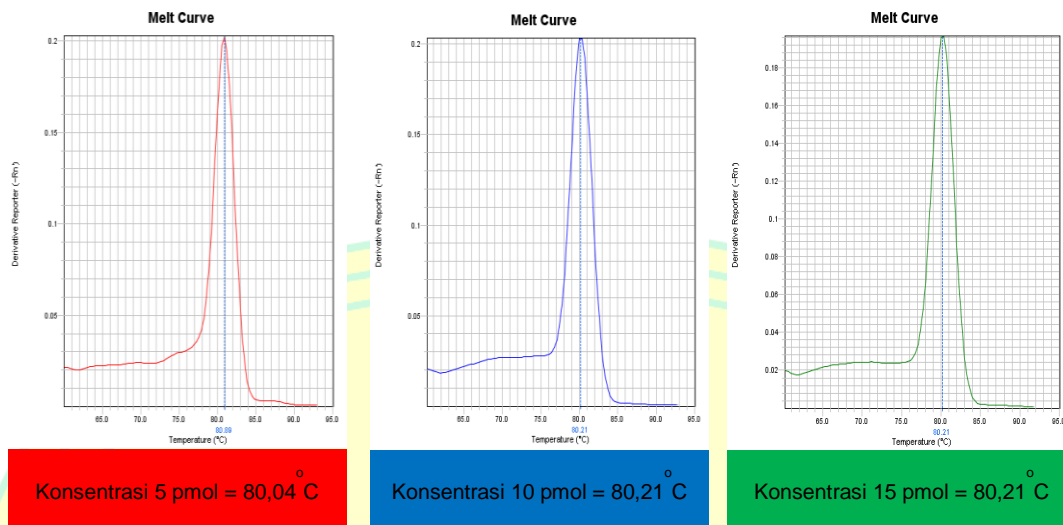 Melt Curve
0.2
0.15
0.1
0.05
Derivative Reporter (-Rn')
65.0 70.0 75.0 80.0 85.0 90.0 95.0
80.89
Temperature (°C)
Konsentrasi 5 pmol = 80,04 °C
Melt Curve
0.2
0.15
0.1
0.05
Derivative Reporter (-Rn')
65.0 70.0 75.0 80.0 85.0 90.0 95.0
80.21
Temperature (°C)
Konsentrasi 10 pmol = 80,21 °C
Melt Curve
0.18
0.16
0.14
0.12
0.1
0.08
0.06
0.04
0.02
Derivative Reporter (-Rn')
65.0 70.0 75.0 80.0 85.0 90.0 95.0
80.21
Temperature (°C)
Konsentrasi 15 pmol = 80,21 °C